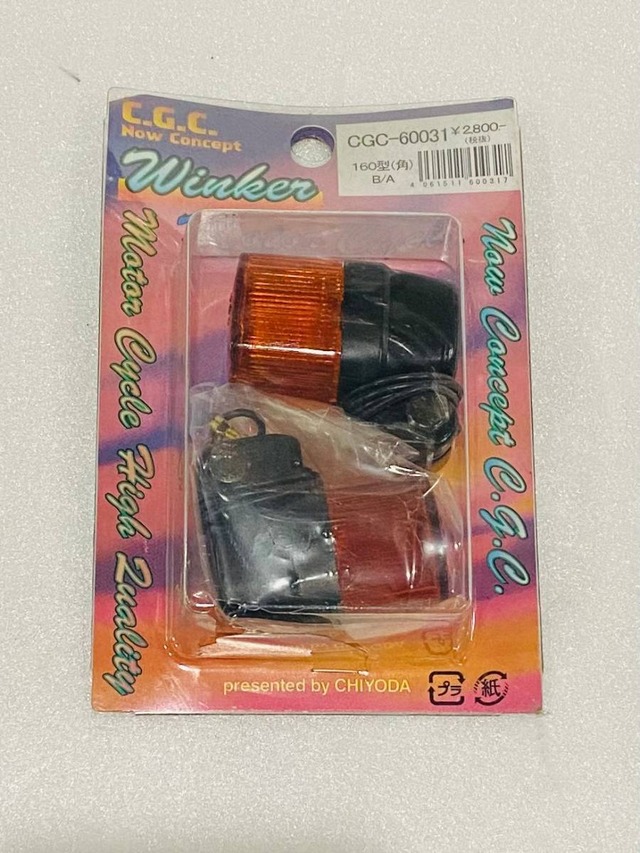 C.G.C.
Now Concept
Winker
CGC-60031 ¥2,800-
(税抜)
160型(角)
B/A
4 061511 600317
Motor Cycle High Quality
Now Concept C.G.C.
presented by CHIYODA
プラ
紙